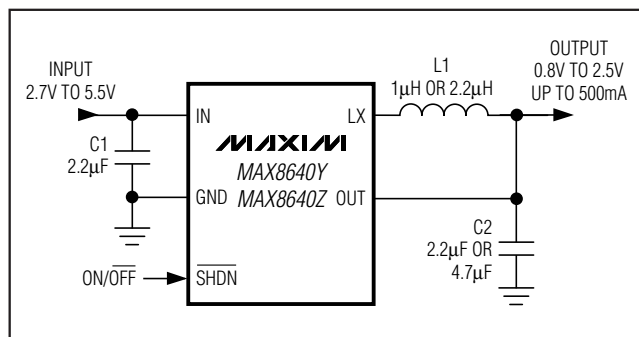 INPUT
2.7V TO 5.5V
C1
2.2µF
IN
GND
SHDN
ON/OFF
MAXIM
MAX8640Y
MAX8640Z
LX
OUT
L1
1µH OR 2.2µH
OUTPUT
0.8V TO 2.5V
UP TO 500mA
C2
2.2µF OR
4.7µF